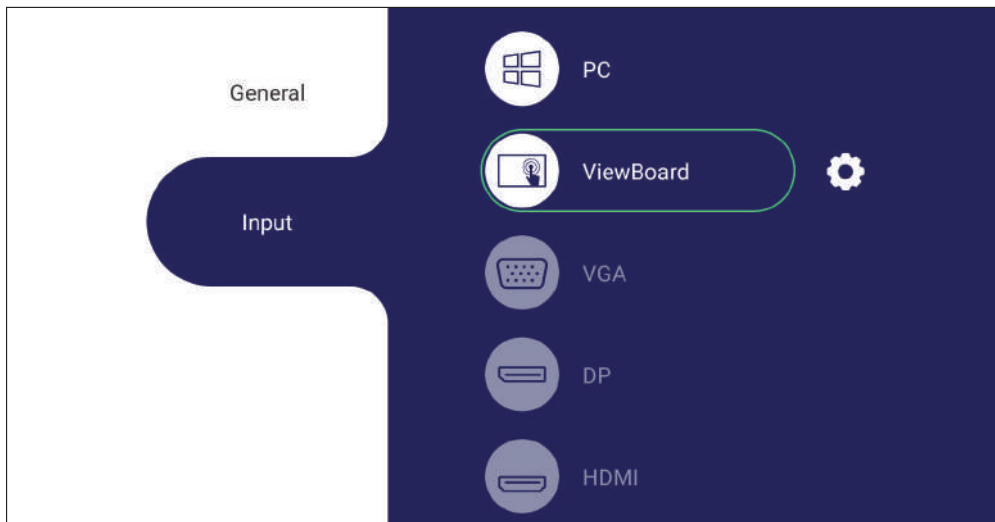 General
Input
PC
ViewBoard
VGA
DP
HDMI